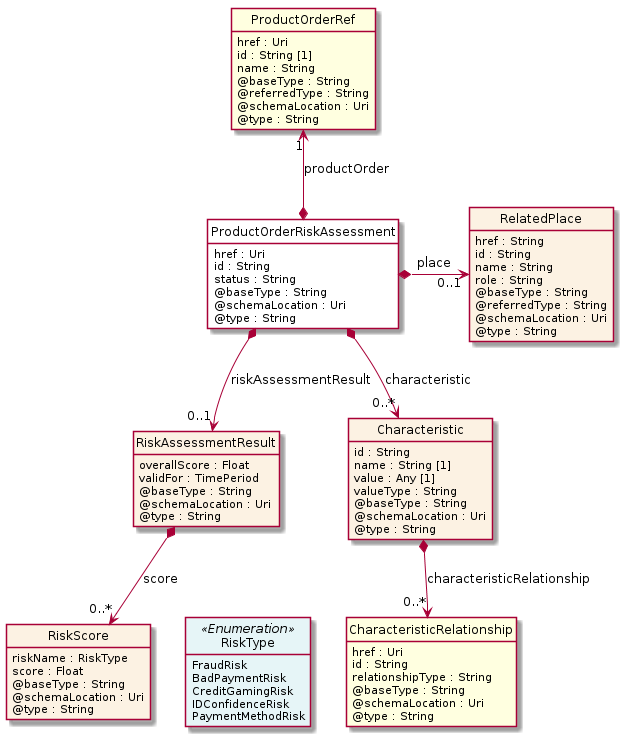 ProductOrderRef
href : Uri
id : String [1]
name : String
@baseType : String
@referredType : String
@schemaLocation : Uri
@type : String
1
productOrder
ProductOrderRiskAssessment
href : Uri
id : String
status : String
@baseType : String
@schemaLocation : Uri
@type : String
place
0..1
RelatedPlace
href : String
id : String
name : String
role : String
@baseType : String
@referredType : String
@schemaLocation : Uri
@type : String
riskAssessmentResult
0..1
characteristic
0..*
RiskAssessmentResult
overallScore : Float
validFor : TimePeriod
@baseType : String
@schemaLocation : Uri
@type : String
Characteristic
id : String
name : String [1]
value : Any [1]
valueType : String
@baseType : String
@schemaLocation : Uri
@type : String
score
0..*
characteristicRelationship
0..*
RiskScore
riskName : RiskType
score : Float
@baseType : String
@schemaLocation : Uri
@type : String
«Enumeration»
RiskType
FraudRisk
BadPaymentRisk
CreditGamingRisk
IDConfidenceRisk
PaymentMethodRisk
CharacteristicRelationship
href : Uri
id : String
relationshipType : String
@baseType : String
@schemaLocation : Uri
@type : String